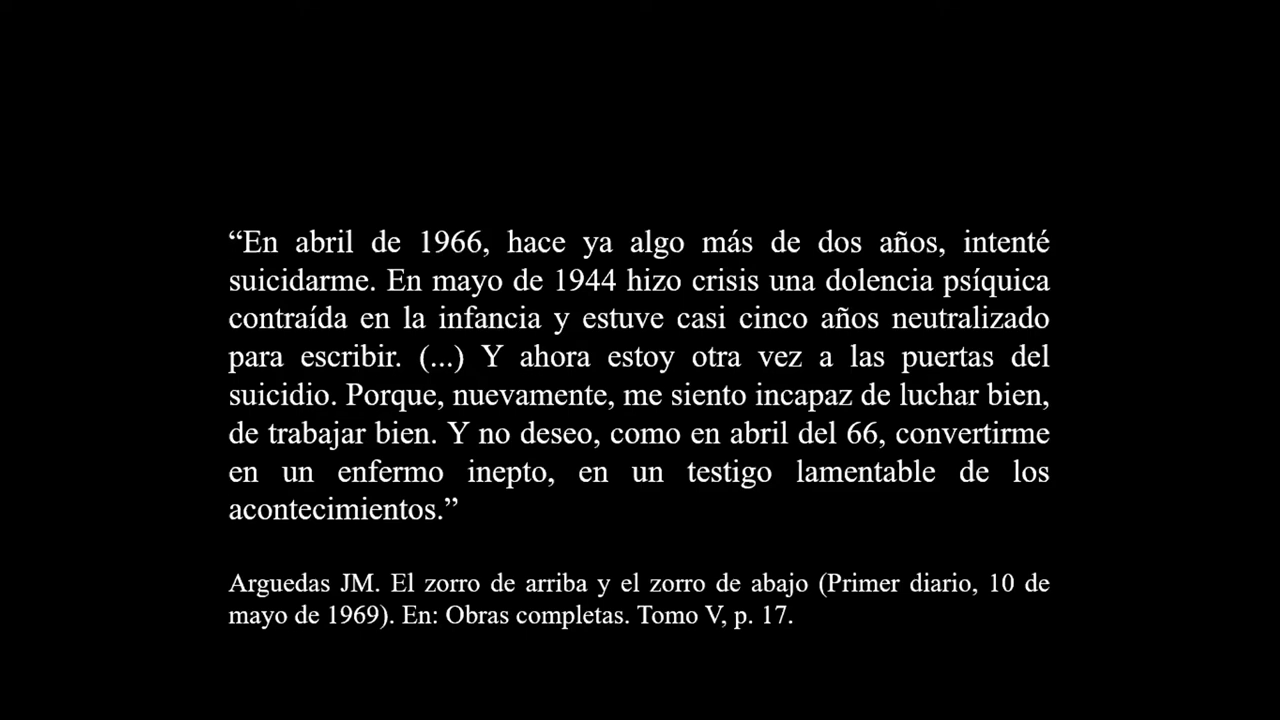 “En abril de 1966, hace ya algo más de dos años, intenté
suicidarme. En mayo de 1944 hizo crisis una dolencia psíquica
contraída en la infancia y estuve casi cinco años neutralizado
para escribir. (...) Y ahora estoy otra vez a las puertas del
suicidio. Porque, nuevamente, me siento incapaz de luchar bien,
de trabajar bien. Y no deseo, como en abril del 66, convertirme
en un enfermo inepto, en un testigo lamentable de los
acontecimientos.”
Arguedas JM. El zorro de arriba y el zorro de abajo (Primer diario, 10 de
mayo de 1969). En: Obras completas. Tomo V, p. 17.